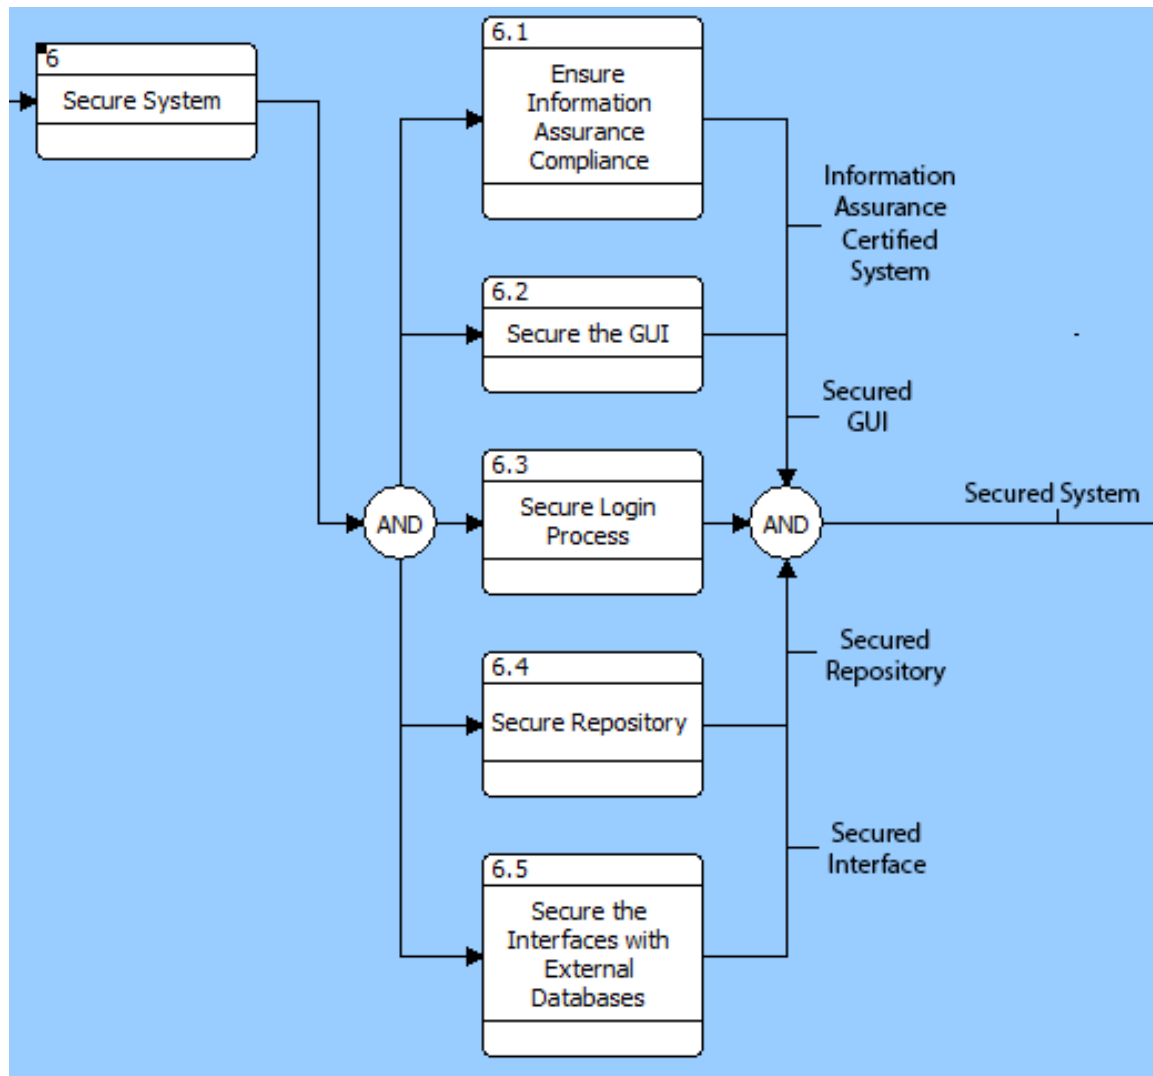 6
Secure System
6.1
Ensure
Information
Assurance
Compliance
Information
Assurance
Certified
System
6.2
Secure the GUI
Secured
GUI
6.3
Secure Login
Process
AND
AND
Secured System
6.4
Secure Repository
Secured
Repository
6.5
Secure the
Interfaces with
External
Databases
Secured
Interface